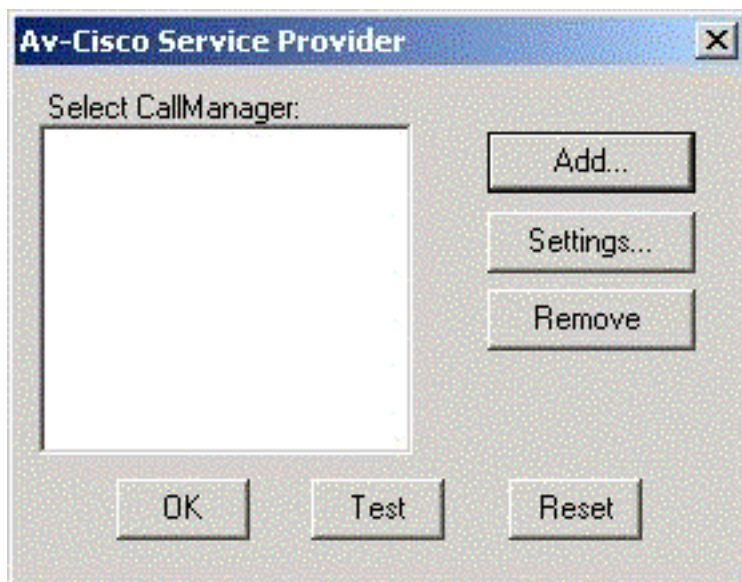 Av-Cisco Service Provider
Select CallManager:
Add...
Settings...
Remove
OK
Test
Reset